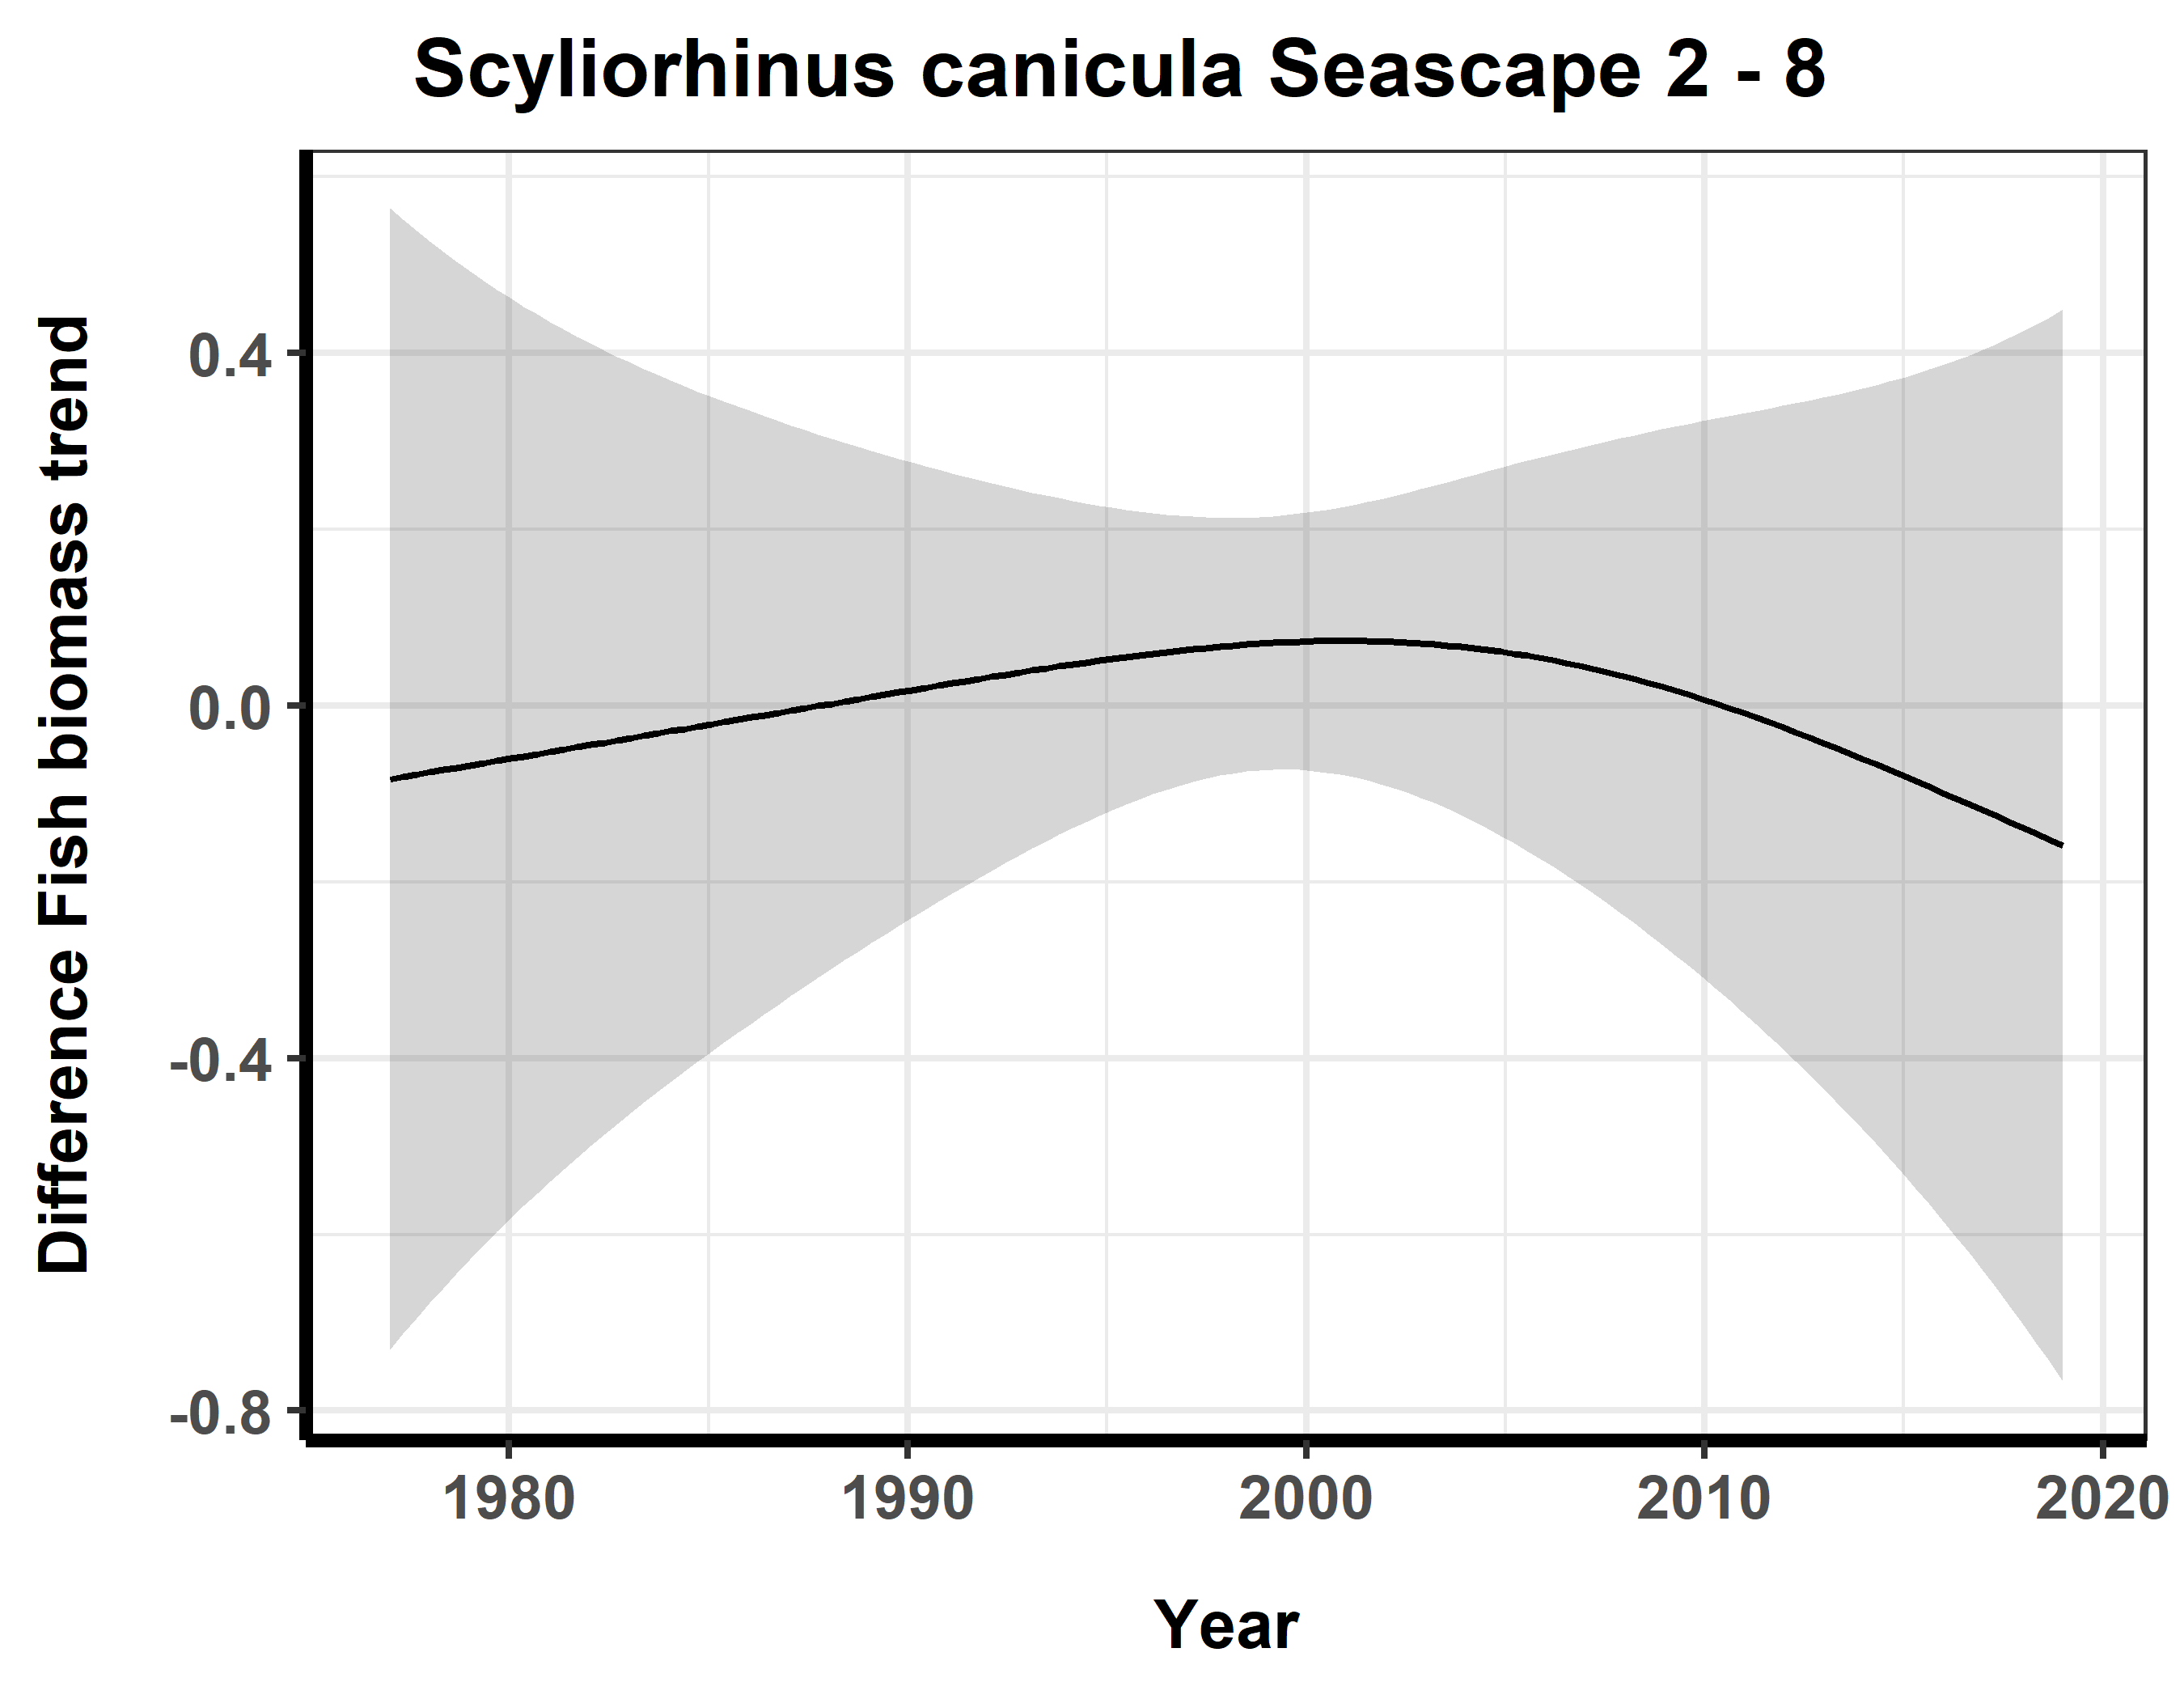 Scyliorhinus canicula Seascape 2 - 8
Difference Fish biomass trend
0.4
0.0
-0.4
-0.8
1980 1990 2000 2010 2020
Year